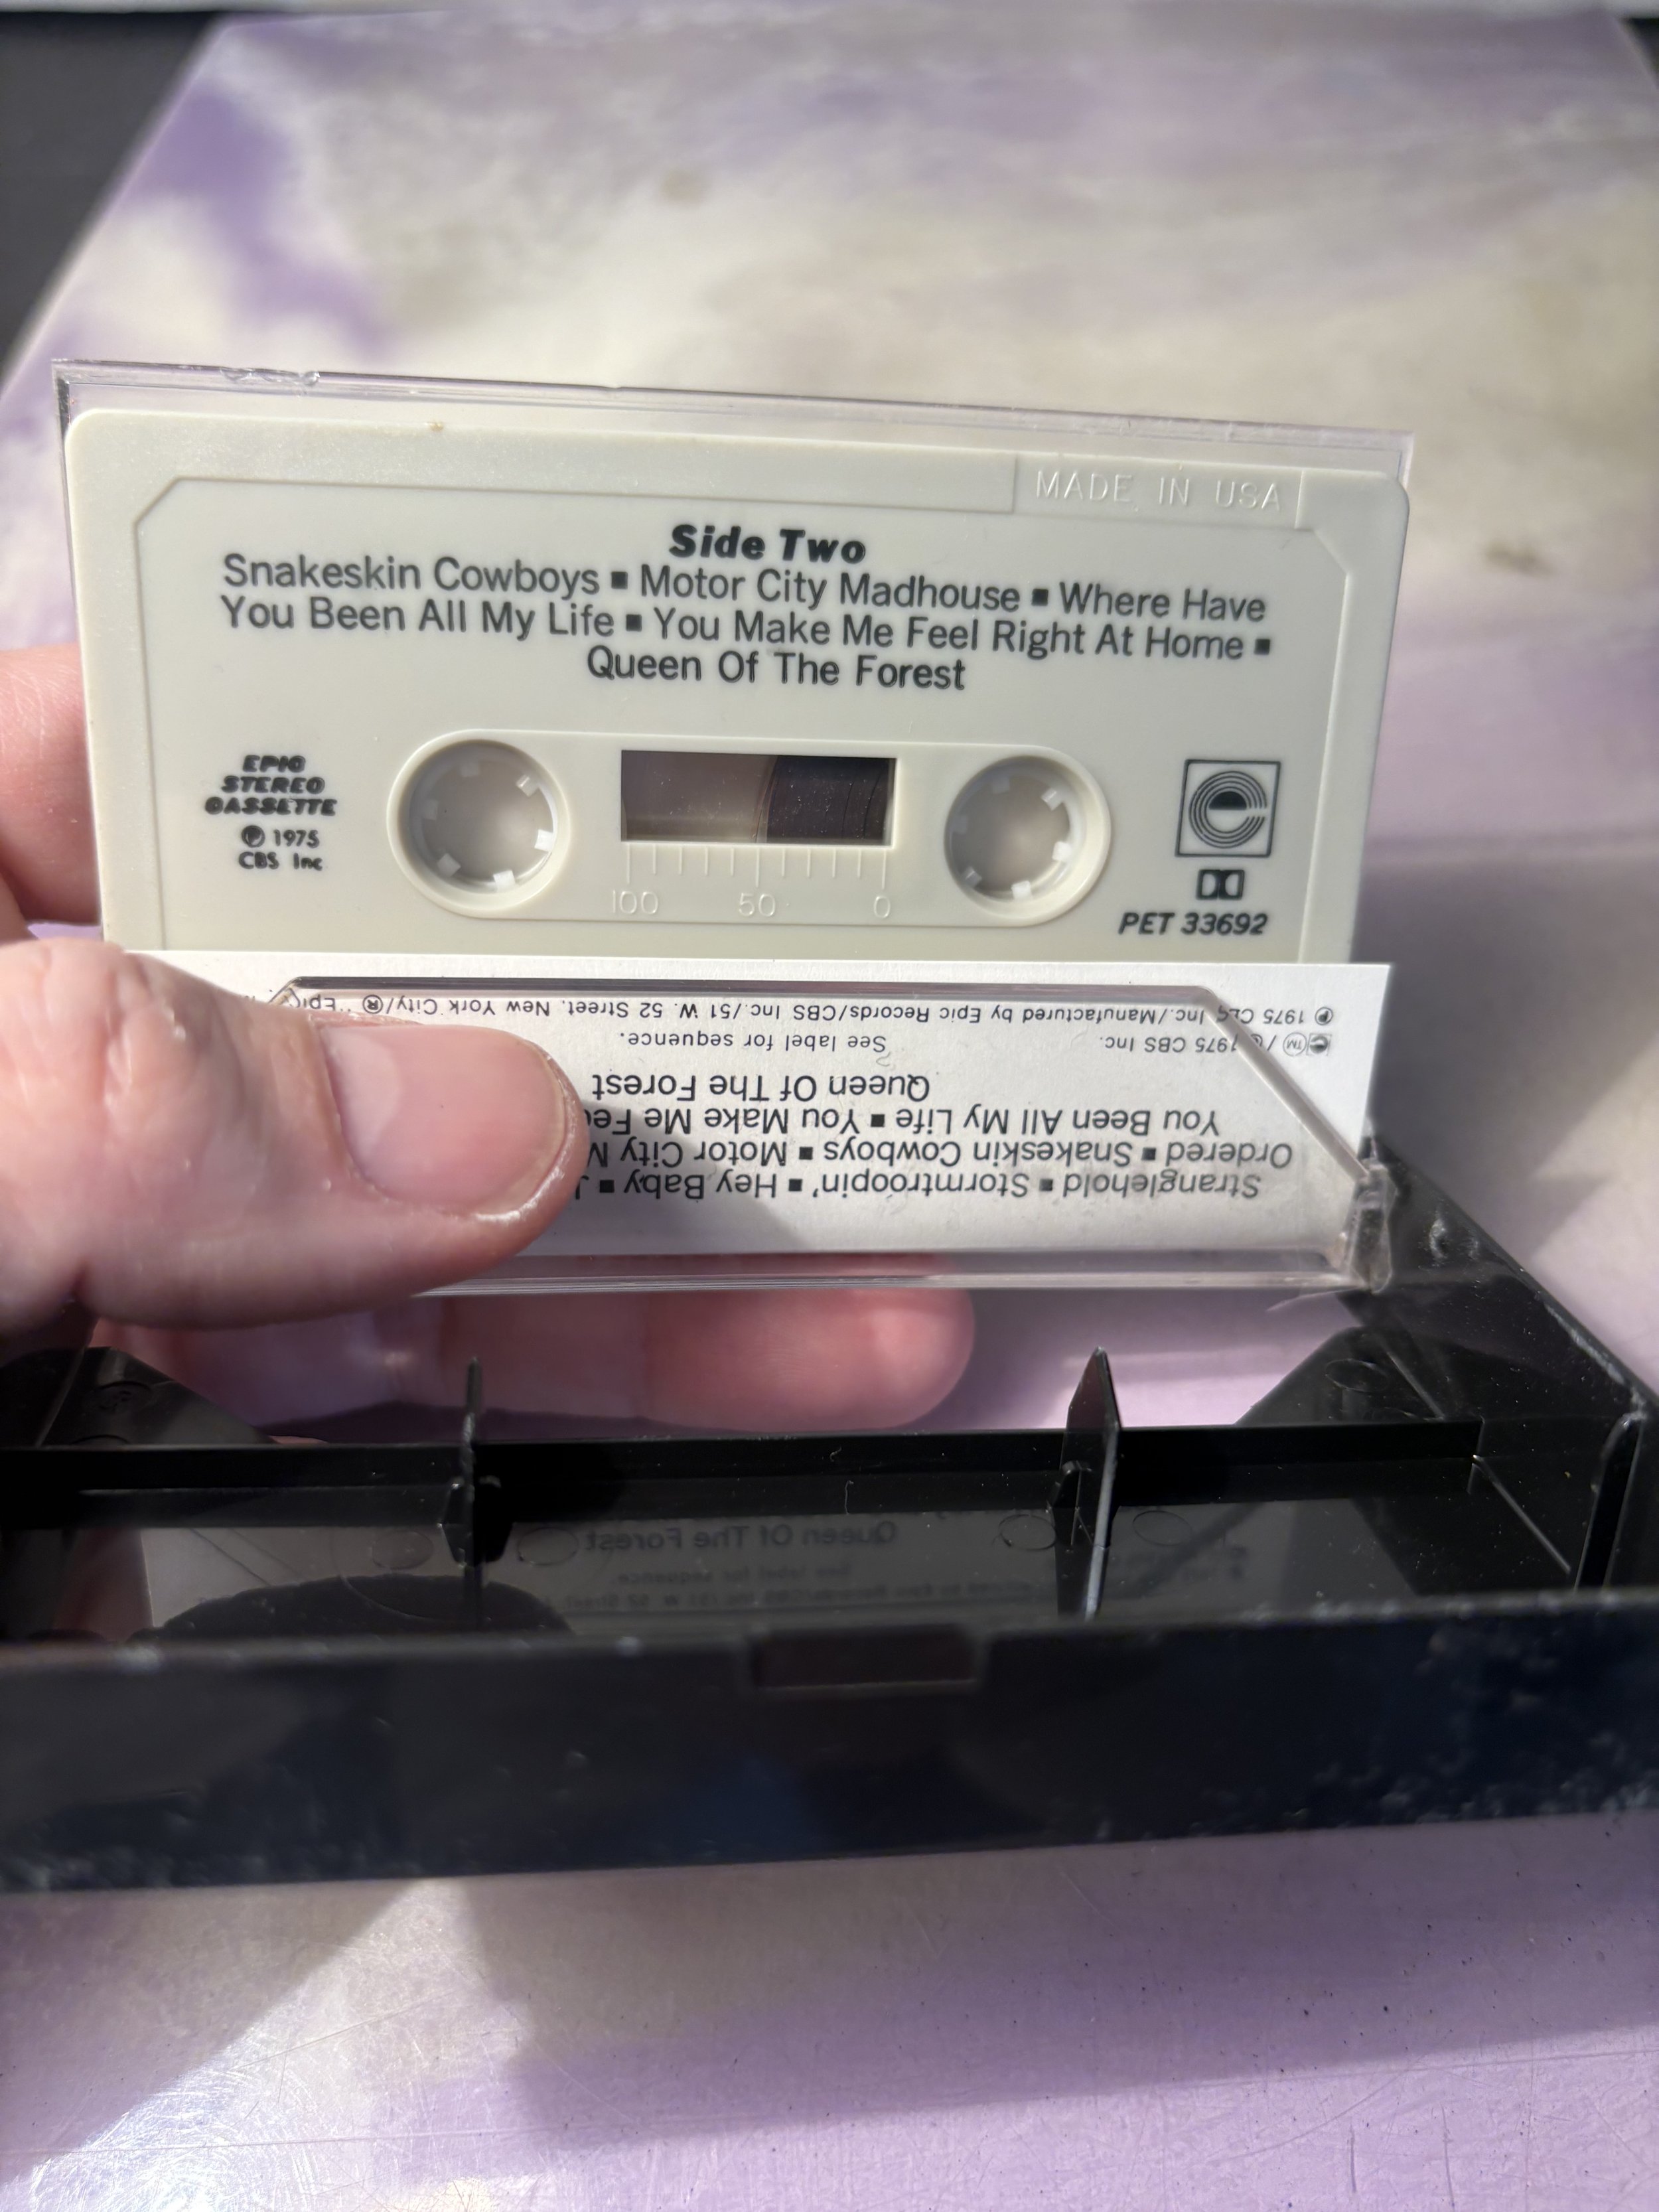 MADE IN USA
Side Two
Snakeskin Cowboys ▪ Motor City Madhouse ▪ Where Have
You Been All My Life ▪ You Make Me Feel Right At Home ▪
Queen Of The Forest
EPIC
STEREO
CASSETTE
℗ 1975
CBS Inc
100 50 0
PET 33692
Stranglehold ▪ Stormtroopin' ▪ Hey Baby ▪
Ordered ▪ Snakeskin Cowboys ▪ Motor City
You Been All My Life ▪ You Make Me
Queen Of The Forest
See label for sequence.
™/© 1975 CBS Inc.
℗ 1975 CBS Inc./Manufactured by Epic Records/CBS Inc./51 W. 52 Street, New York City/® "Epic